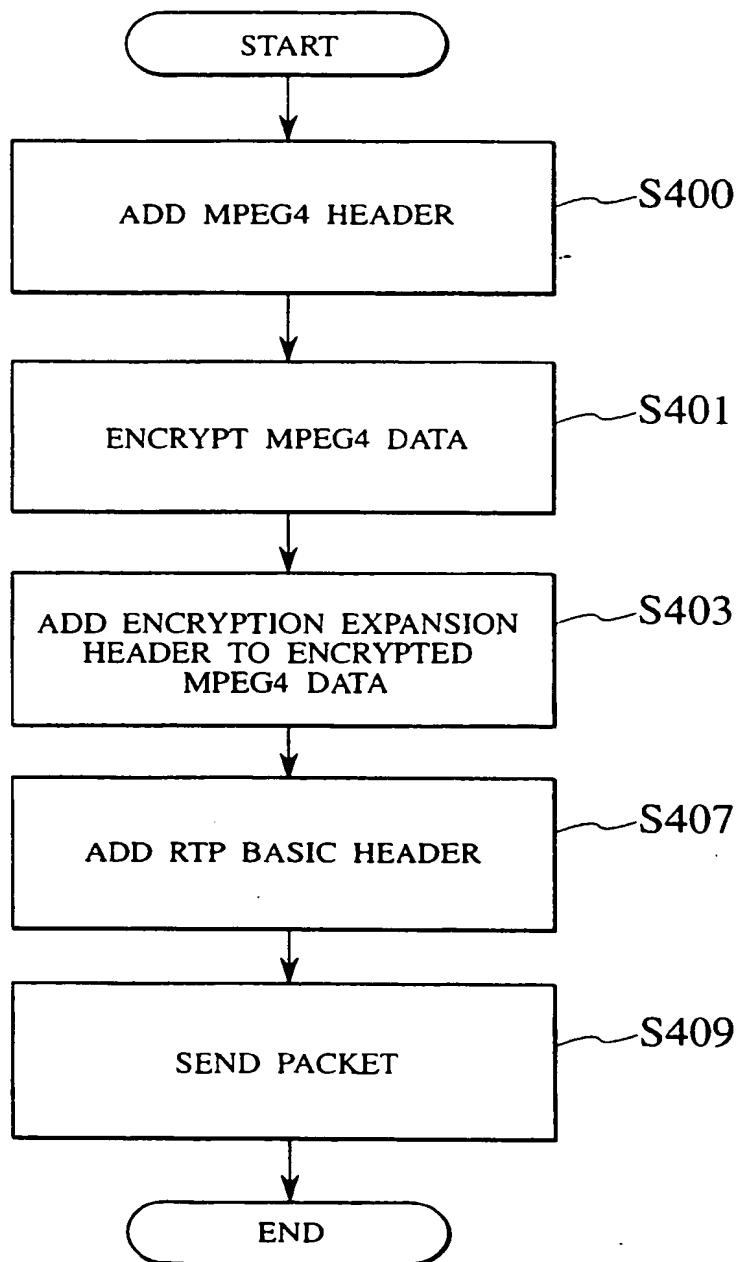 START
ADD MPEG4 HEADER
S400
ENCRYPT MPEG4 DATA
S401
ADD ENCRYPTION EXPANSION
HEADER TO ENCRYPTED
MPEG4 DATA
S403
ADD RTP BASIC HEADER
S407
SEND PACKET
S409
END